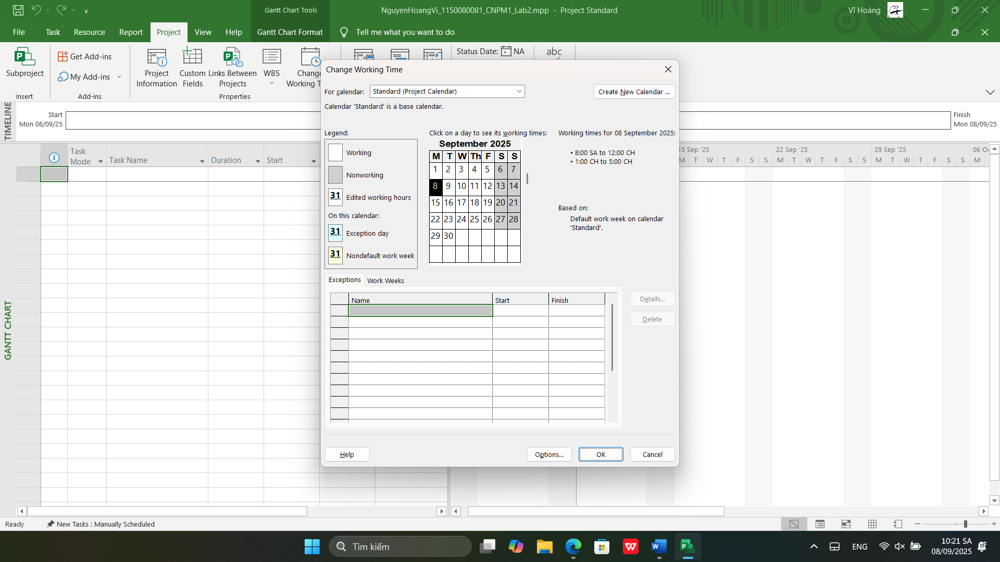 Gantt Chart Tools
NguyenHoangVi_1150080081_CNPM1_Lab2.mpp - Project Standard
Vĩ Hoàng
File Task Resource Report Project View Help Gantt Chart Format Tell me what you want to do
Subproject
Insert
Get Add-ins
My Add-ins
Add-ins
Project Information
Custom Fields
Links Between Projects
WBS
Change
Working T
Properties
Status Date: NA
abc
TIMELINE
Start
Mon 08/09/25
Finish
Mon 08/09/25
GANTT CHART
Task Mode Task Name Duration Start
15 Sep '25 22 Sep '25 29 Sep '25 06 Oc
M T W T F S S M T W T F S S M T W T F S S M
Change Working Time
For calendar: Standard (Project Calendar)
Create New Calendar ...
Calendar 'Standard' is a base calendar.
Legend:
Working
Nonworking
31 Edited working hours
On this calendar:
31 Exception day
31 Nondefault work week
Click on a day to see its working times:
September 2025
M T W Th F S S
1 2 3 4 5 6 7
8 9 10 11 12 13 14
15 16 17 18 19 20 21
22 23 24 25 26 27 28
29 30
Working times for 08 September 2025:
• 8:00 SA to 12:00 CH
• 1:00 CH to 5:00 CH
Based on:
Default work week on calendar
'Standard'.
Exceptions Work Weeks
Name Start Finish
Details...
Delete
Help Options... OK Cancel
Ready New Tasks : Manually Scheduled
Tìm kiếm
ENG
10:21 SA
08/09/2025